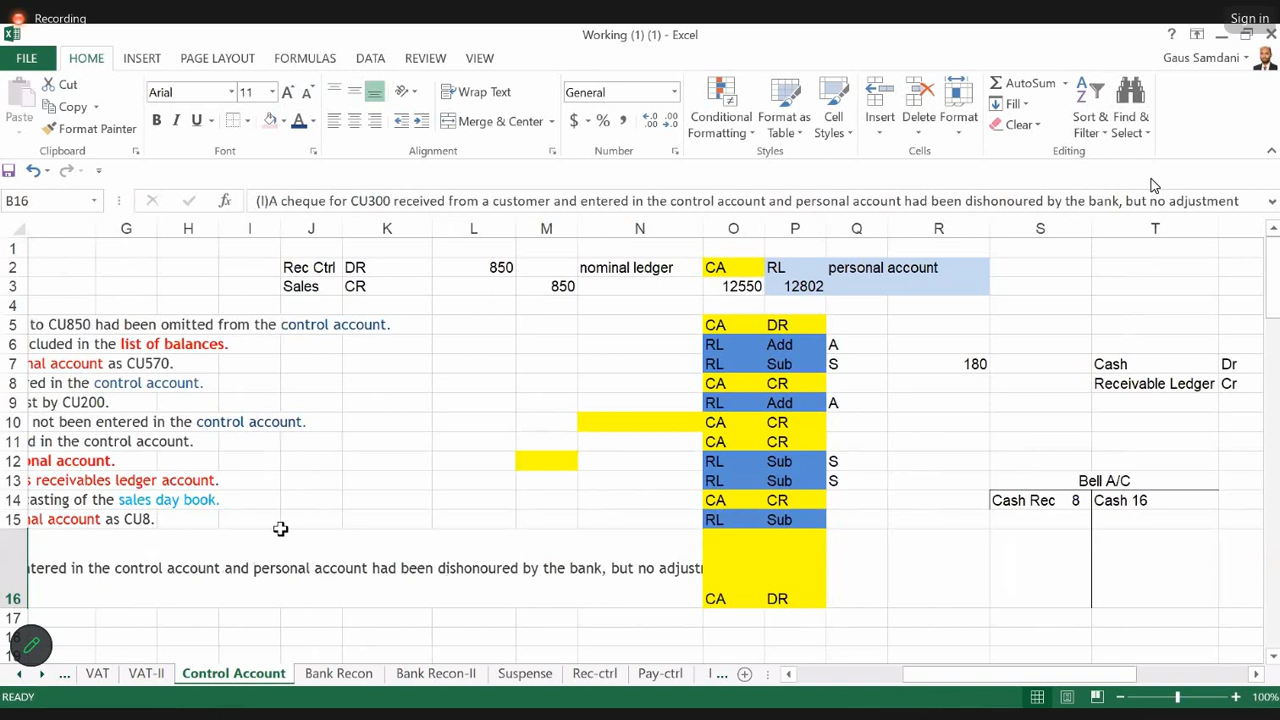 Recording
Sign in
Working (1) (1) - Excel
?
FILE HOME INSERT PAGE LAYOUT FORMULAS DATA REVIEW VIEW
Gaus Samdani
Cut
Copy
Format Painter
Paste
Clipboard
Arial 11
B I U
Font
Wrap Text
Merge & Center
Alignment
General
$ % ,
Number
Conditional Formatting
Format as Table
Cell Styles
Styles
Insert Delete Format
Cells
AutoSum
Fill
Clear
Sort & Filter
Find & Select
Editing
B16 fx (l)A cheque for CU300 received from a customer and entered in the control account and personal account had been dishonoured by the bank, but no adjustment
G H I J K L M N O P Q R S T
1
2 Rec Ctrl DR 850 nominal ledger CA RL personal account
3 Sales CR 850 12550 12802
4
5 to CU850 had been omitted from the control account. CA DR
6 cluded in the list of balances. RL Add A
7 nal account as CU570. RL Sub S 180 Cash Dr
8 ed in the control account. CA CR Receivable Ledger Cr
9 st by CU200. RL Add A
10 not been entered in the control account. CA CR
11 d in the control account. CA CR
12 onal account. RL Sub S
13 s receivables ledger account. RL Sub S Bell A/C
14 asting of the sales day book. CA CR Cash Rec 8 Cash 16
15 nal account as CU8. RL Sub
16 ntered in the control account and personal account had been dishonoured by the bank, but no adjustr CA DR
17
18
... VAT VAT-II Control Account Bank Recon Bank Recon-II Suspense Rec-ctrl Pay-ctrl I ...
READY
100%